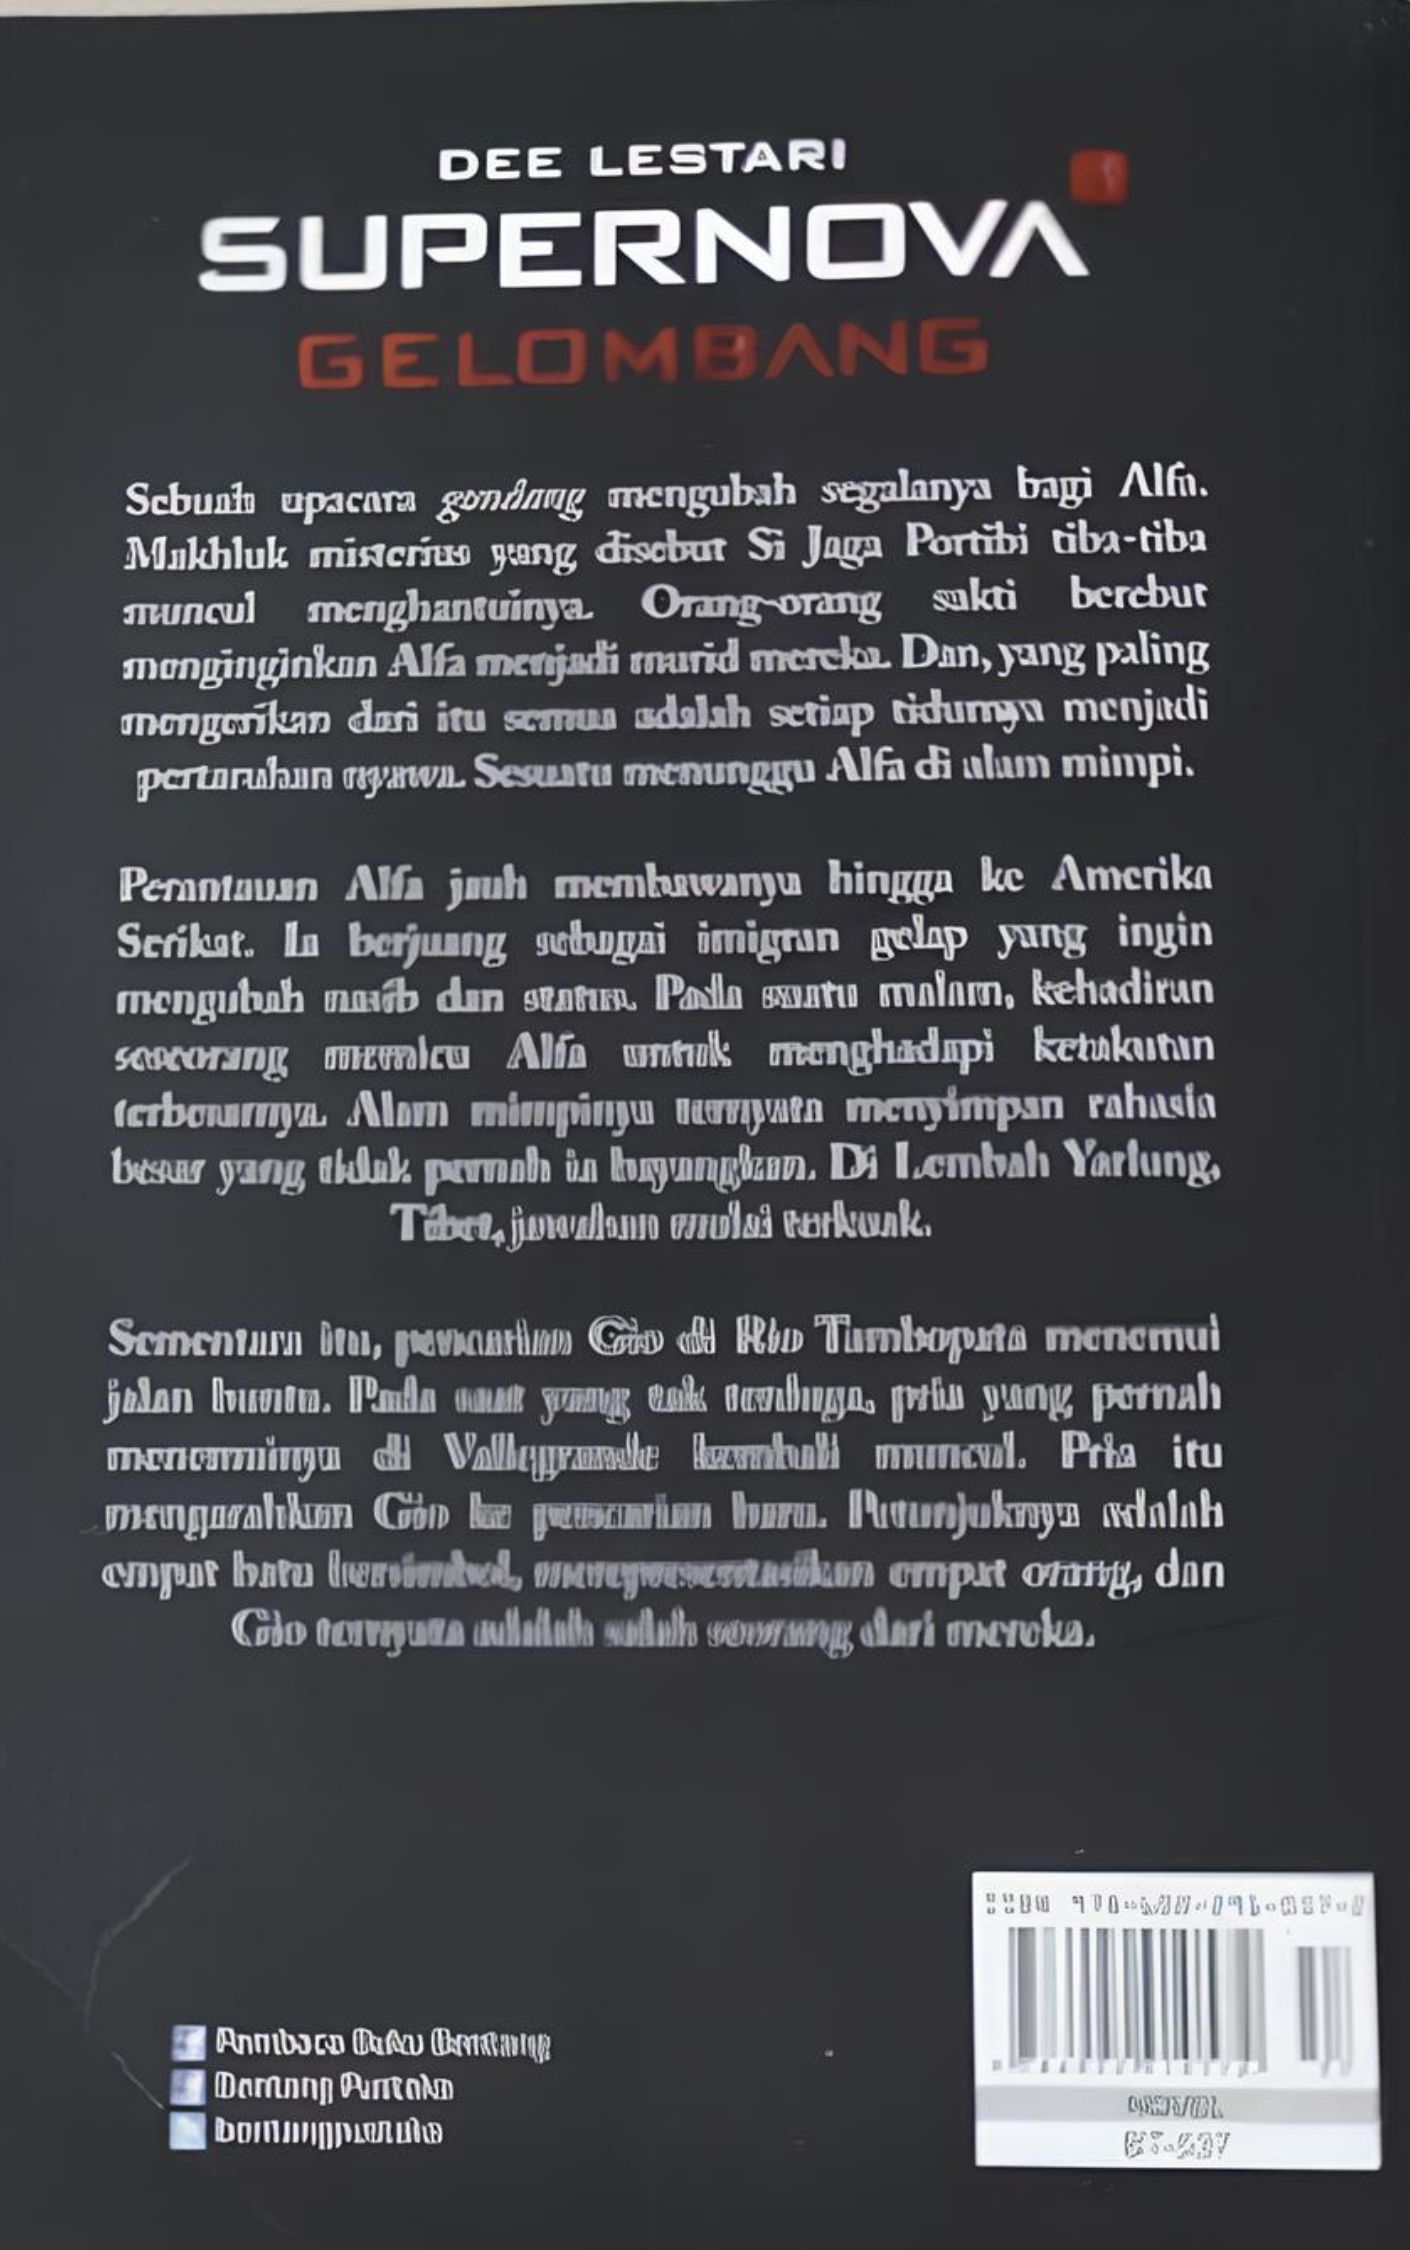 DEE LESTARI
SUPERNOVA
GELOMBANG
Sebuah upacara gondang mengubah segalanya bagi Alfa.
Makhluk misterius yang disebut Si Jaga Portibi tiba-tiba
muncul menghantuinya. Orang-orang sakti berebut
menginginkan Alfa menjadi murid mereka. Dan, yang paling
mengerikan dari itu semua adalah setiap tidurnya menjadi
pertaruhan nyawa. Sesuatu menunggu Alfa di alam mimpi.
Perantauan Alfa jauh membawanya hingga ke Amerika
Serikat. Ia berjuang sebagai imigran gelap yang ingin
mengubah nasib dan status. Pada suatu malam, kehadiran
seseorang memicu Alfa untuk menghadapi ketakutan
terbesarnya. Alam mimpinya ternyata menyimpan rahasia
besar yang tidak pernah ia bayangkan. Di Lembah Yarlung,
Tibet, jawaban mulai terkuak.
Sementara itu, pencarian Gio di Rio Tambopata menemui
jalan buntu. Pada saat yang tak terduga, pria yang pernah
menemuinya di Vallegrande kembali muncul. Pria itu
mengarahkan Gio ke pencarian baru. Petunjuknya adalah
empat batu bersimbol, merepresentasikan empat orang, dan
Gio ternyata adalah salah seorang dari mereka.
Bentang Pustaka